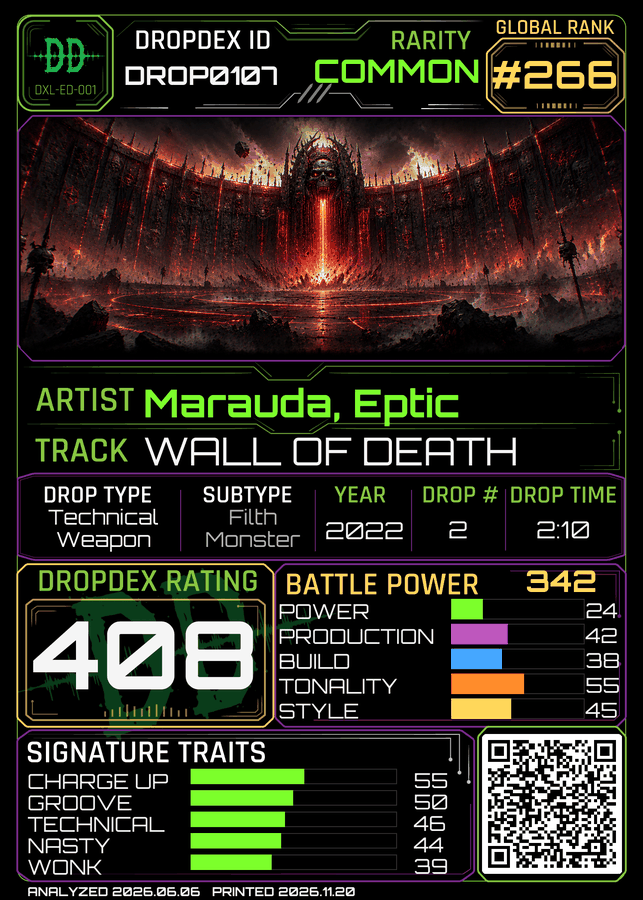 DD
DXL-ED-001
DROPDEX ID
DROP0107
RARITY
COMMON
GLOBAL RANK
#266
ARTIST Marauda, Eptic
TRACK WALL OF DEATH
DROP TYPE
Technical
Weapon
SUBTYPE
Filth
Monster
YEAR
2022
DROP #
2
DROP TIME
2:10
DROPDEX RATING
408
BATTLE POWER 342
POWER 24
PRODUCTION 42
BUILD 38
TONALITY 55
STYLE 45
SIGNATURE TRAITS
CHARGE UP 55
GROOVE 50
TECHNICAL 46
NASTY 44
WONK 39
ANALYZED 2026.06.06 PRINTED 2026.11.20